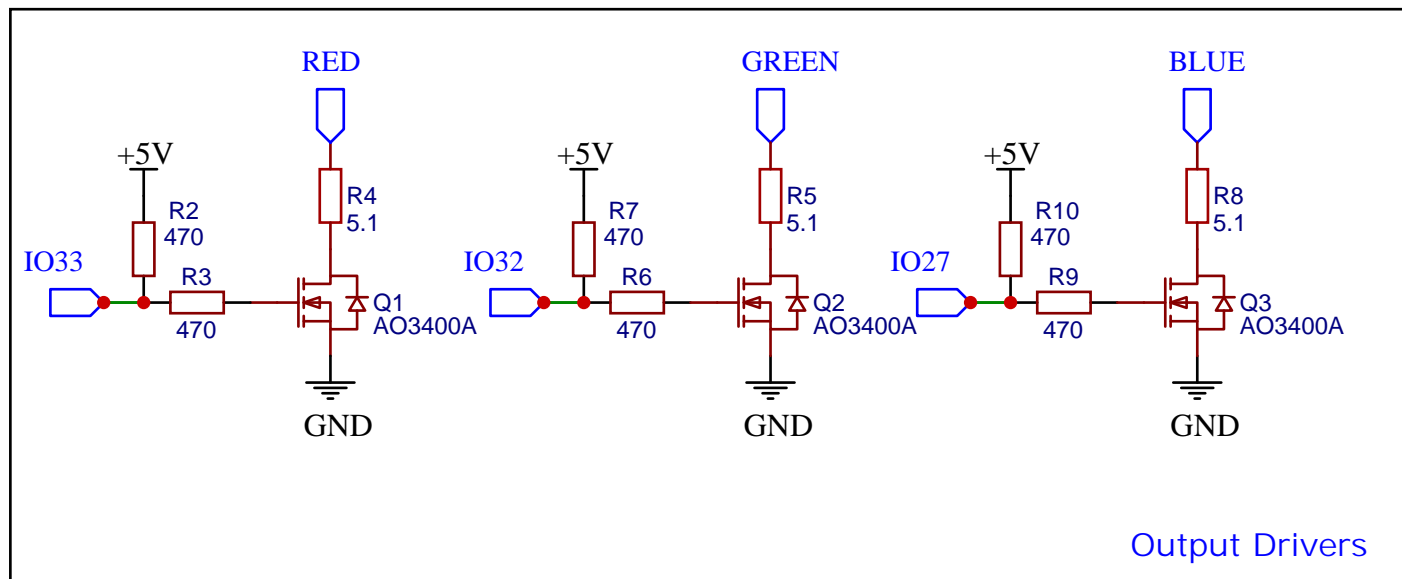 RED
+5V
R4
5.1
R2
470
IO33
R3
470
Q1
AO3400A
GND
GREEN
+5V
R5
5.1
R7
470
IO32
R6
470
Q2
AO3400A
GND
BLUE
+5V
R8
5.1
R10
470
IO27
R9
470
Q3
AO3400A
GND
Output Drivers